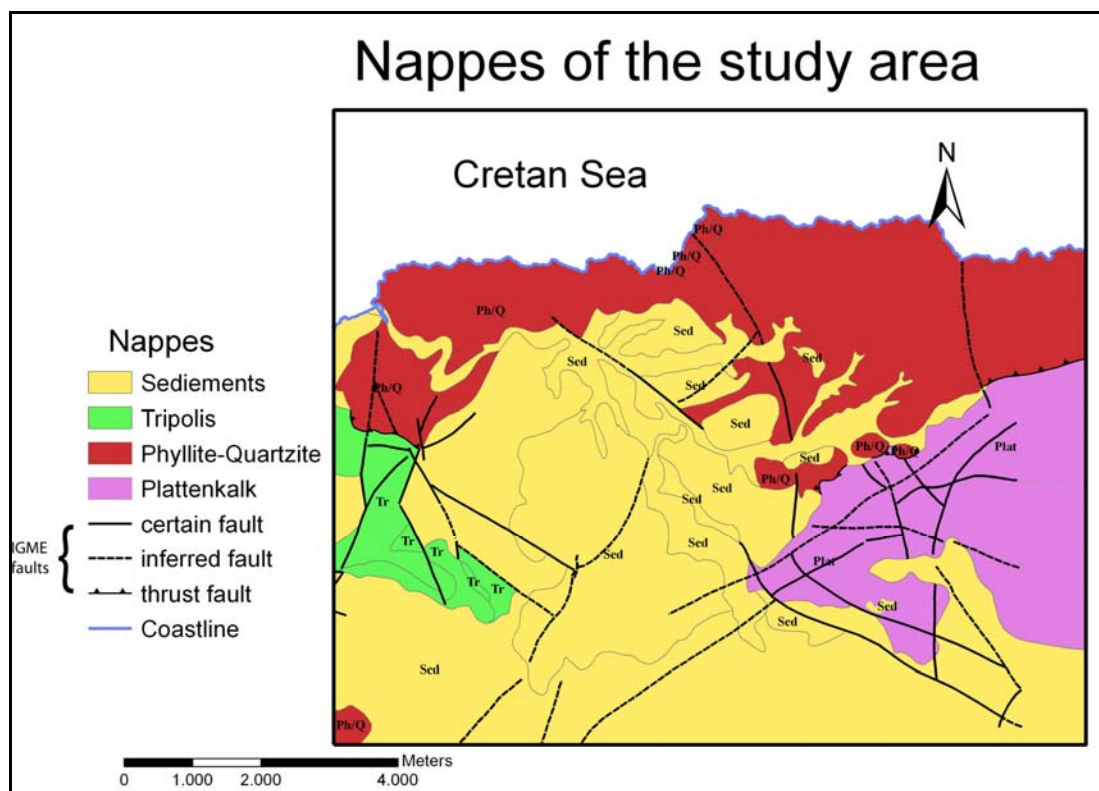 Nappes of the study area
Cretan Sea
N
Ph/Q
Ph/Q
Ph/Q
Ph/Q
Sed
Sed
Sed
Sed
Ph/Q
Sed
Ph/Q
Ph/Q
Plat
Sed
Ph/Q
Sed
Tr
Sed
Sed
Tr
Plat
Tr
Tr
Sed
Sed
Sed
Ph/Q
Nappes
Sediements
Tripolis
Phyllite-Quartzite
Plattenkalk
IGME
faults
certain fault
inferred fault
thrust fault
Coastline
Meters
0 1.000 2.000 4.000